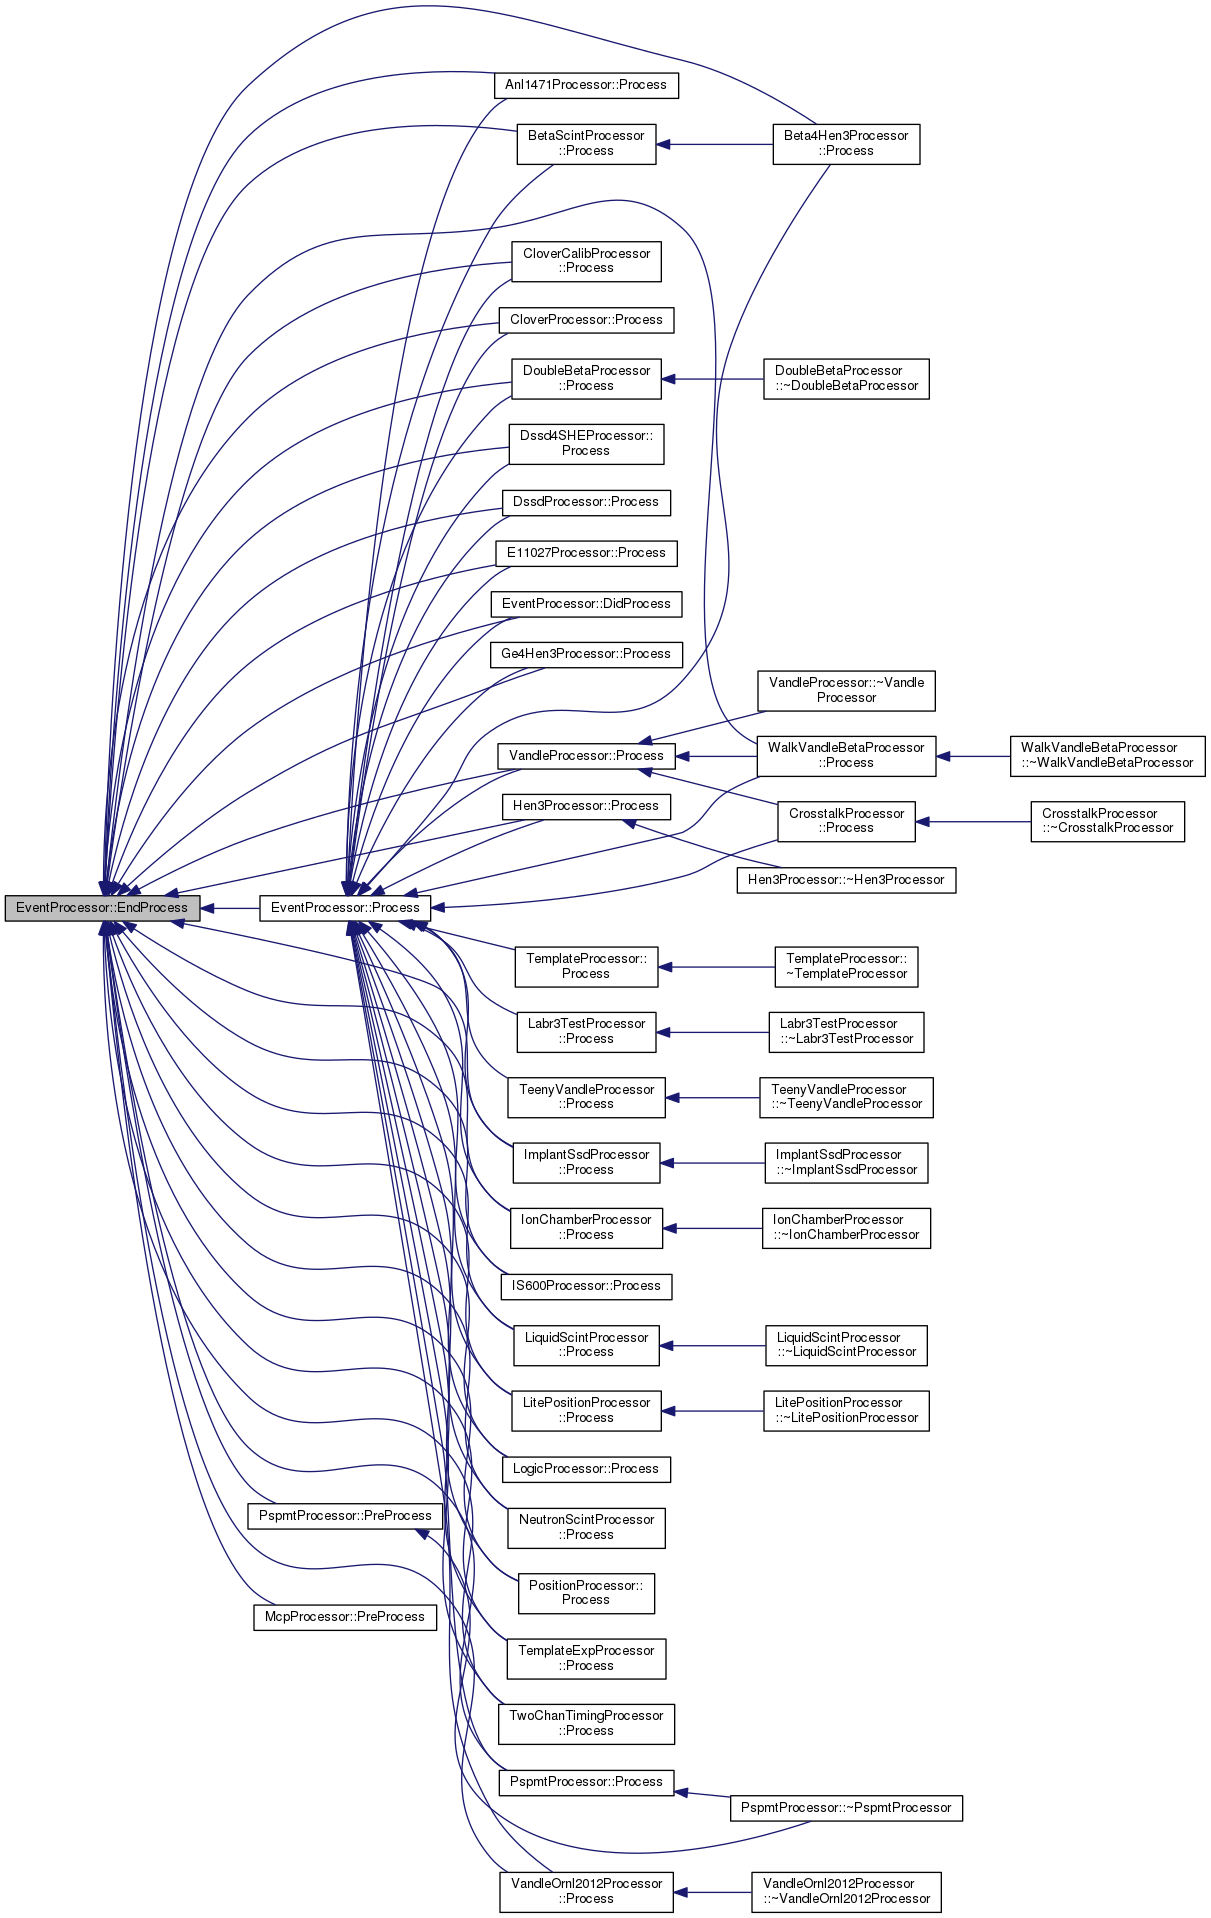 Anl1471Processor::Process
BetaScintProcessor
::Process
Beta4Hen3Processor
::Process
CloverCalibProcessor
::Process
CloverProcessor::Process
DoubleBetaProcessor
::Process
DoubleBetaProcessor
::~DoubleBetaProcessor
Dssd4SHEProcessor::
Process
DssdProcessor::Process
E11027Processor::Process
EventProcessor::DidProcess
Ge4Hen3Processor::Process
VandleProcessor::~Vandle
Processor
VandleProcessor::Process
WalkVandleBetaProcessor
::Process
WalkVandleBetaProcessor
::~WalkVandleBetaProcessor
Hen3Processor::Process
CrosstalkProcessor
::Process
CrosstalkProcessor
::~CrosstalkProcessor
Hen3Processor::~Hen3Processor
EventProcessor::EndProcess
EventProcessor::Process
TemplateProcessor::
Process
TemplateProcessor::
~TemplateProcessor
Labr3TestProcessor
::Process
Labr3TestProcessor
::~Labr3TestProcessor
TeenyVandleProcessor
::Process
TeenyVandleProcessor
::~TeenyVandleProcessor
ImplantSsdProcessor
::Process
ImplantSsdProcessor
::~ImplantSsdProcessor
IonChamberProcessor
::Process
IonChamberProcessor
::~IonChamberProcessor
IS600Processor::Process
LiquidScintProcessor
::Process
LiquidScintProcessor
::~LiquidScintProcessor
LitePositionProcessor
::Process
LitePositionProcessor
::~LitePositionProcessor
LogicProcessor::Process
PspmtProcessor::PreProcess
NeutronScintProcessor
::Process
PositionProcessor::
Process
McpProcessor::PreProcess
TemplateExpProcessor
::Process
TwoChanTimingProcessor
::Process
PspmtProcessor::Process
PspmtProcessor::~PspmtProcessor
VandleOrnl2012Processor
::Process
VandleOrnl2012Processor
::~VandleOrnl2012Processor